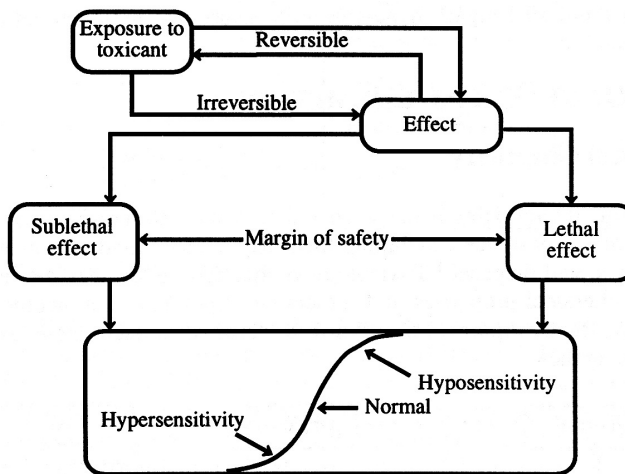 Exposure to
toxicant
Reversible
Irreversible
Effect
Sublethal
effect
Margin of safety
Lethal
effect
Hyposensitivity
Normal
Hypersensitivity